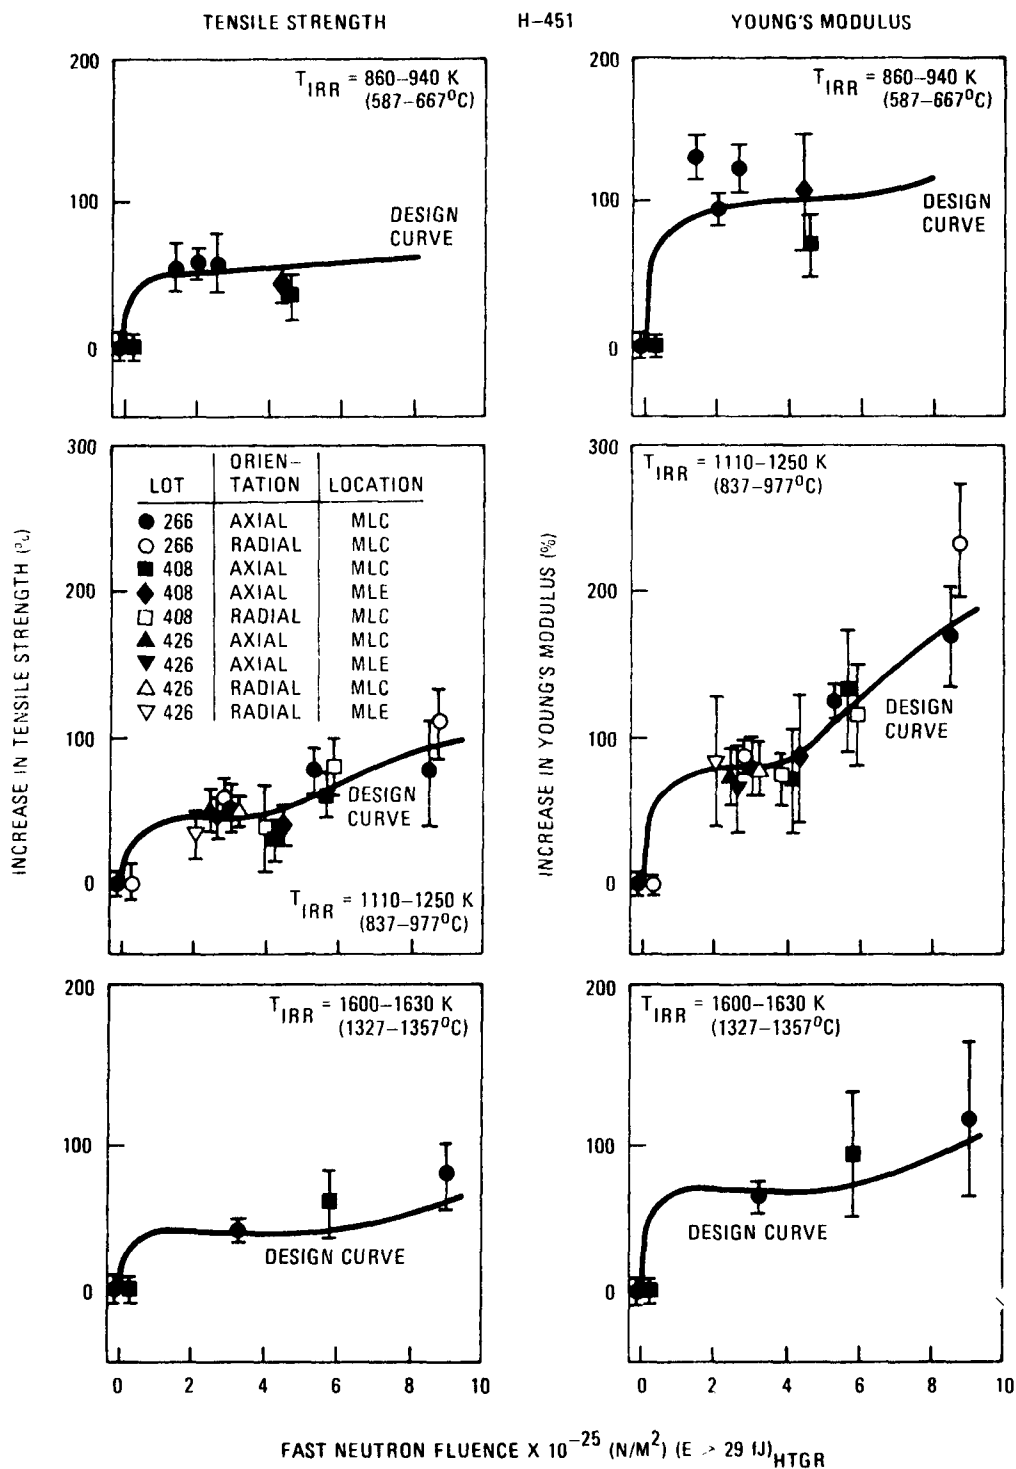 TENSILE STRENGTH H-451 YOUNG'S MODULUS
200
T IRR = 860–940 K
(587–667°C)
100
DESIGN
CURVE
0
200
T IRR = 860–940 K
(587–667°C)
100
DESIGN
CURVE
0
INCREASE IN TENSILE STRENGTH (%)
300
ORIEN–
LOT TATION LOCATION
266 AXIAL MLC
266 RADIAL MLC
408 AXIAL MLC
408 AXIAL MLE
408 RADIAL MLC
426 AXIAL MLC
426 AXIAL MLE
426 RADIAL MLC
426 RADIAL MLE
200
100
DESIGN
CURVE
0
T IRR = 1110–1250 K
(837–977°C)
INCREASE IN YOUNG'S MODULUS (%)
300
T IRR = 1110–1250 K
(837–977°C)
200
DESIGN
CURVE
100
0
200
T IRR = 1600–1630 K
(1327–1357°C)
100
DESIGN CURVE
0
0 2 4 6 8 10
200
T IRR = 1600–1630 K
(1327–1357°C)
100
DESIGN CURVE
0
0 2 4 6 8 10
FAST NEUTRON FLUENCE X 10⁻²⁵ (N/M²) (E > 29 fJ) HTGR